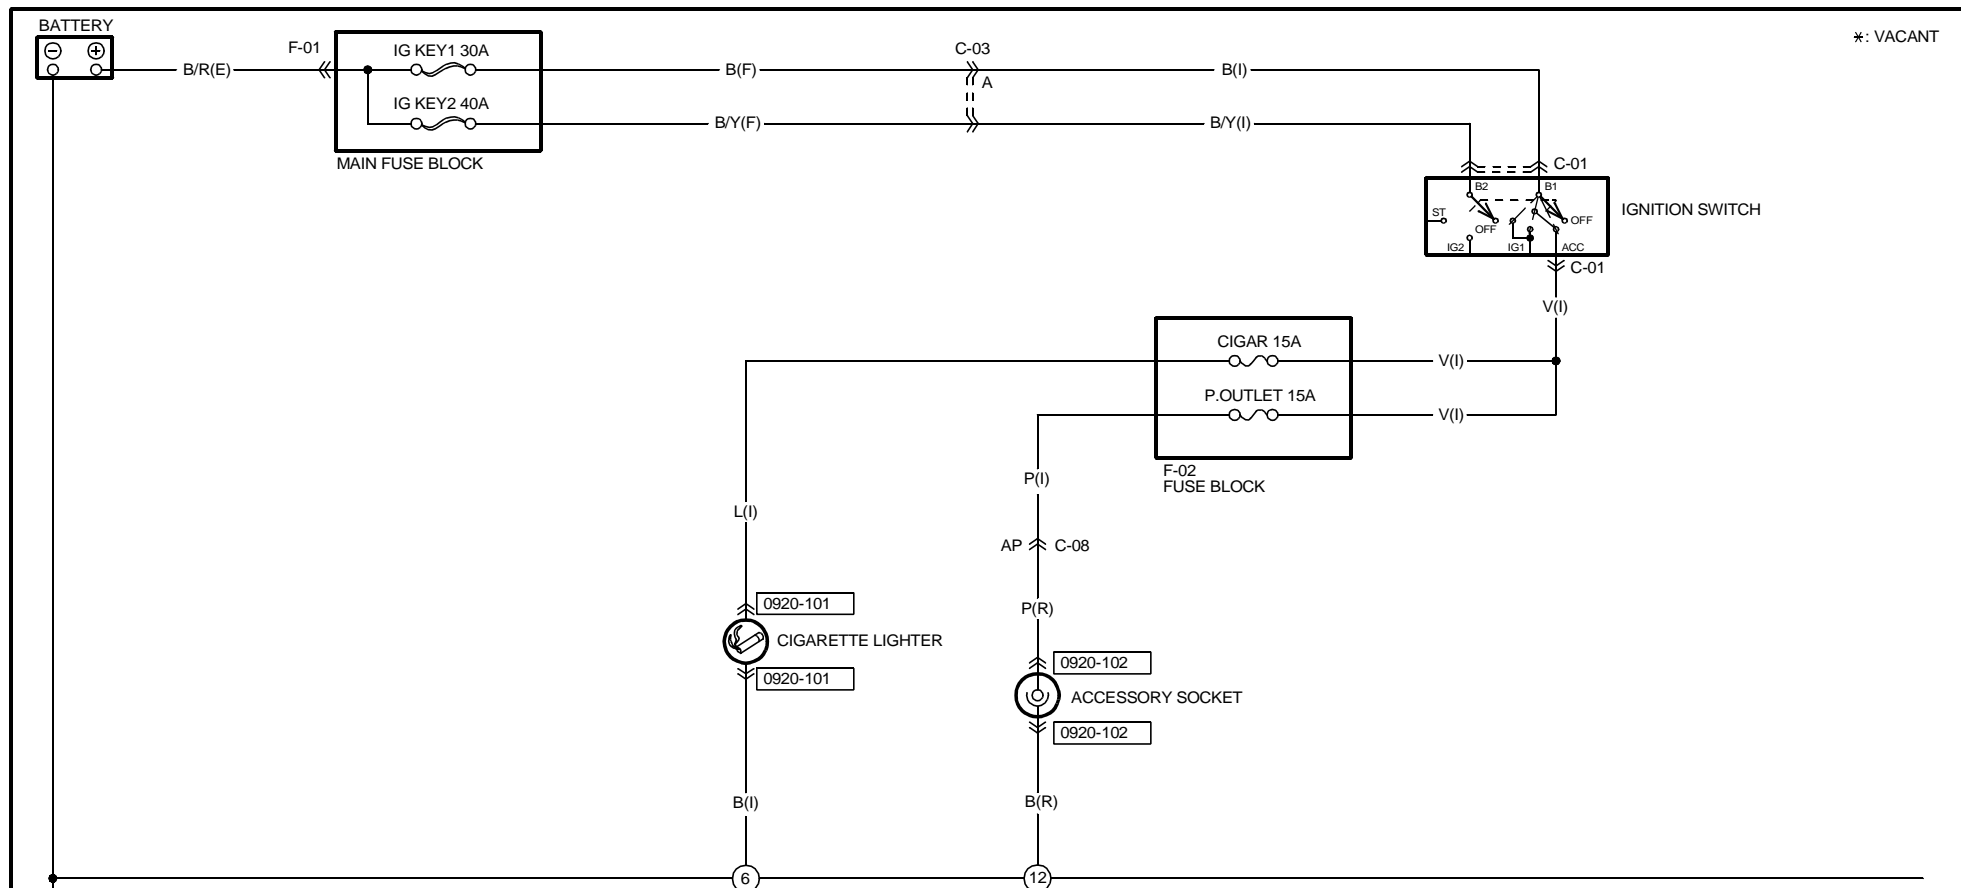 BATTERY
*: VACANT
F-01
IG KEY1 30A
C-03
B/R(E)
B(F)
B(I)
A
IG KEY2 40A
B/Y(F)
B/Y(I)
MAIN FUSE BLOCK
C-01
B2
B1
IGNITION SWITCH
ST
OFF
OFF
IG2
IG1
ACC
C-01
V(I)
CIGAR 15A
V(I)
P.OUTLET 15A
V(I)
F-02
FUSE BLOCK
P(I)
L(I)
AP
C-08
0920-101
P(R)
CIGARETTE LIGHTER
0920-102
0920-101
ACCESSORY SOCKET
0920-102
B(I)
B(R)
6
12